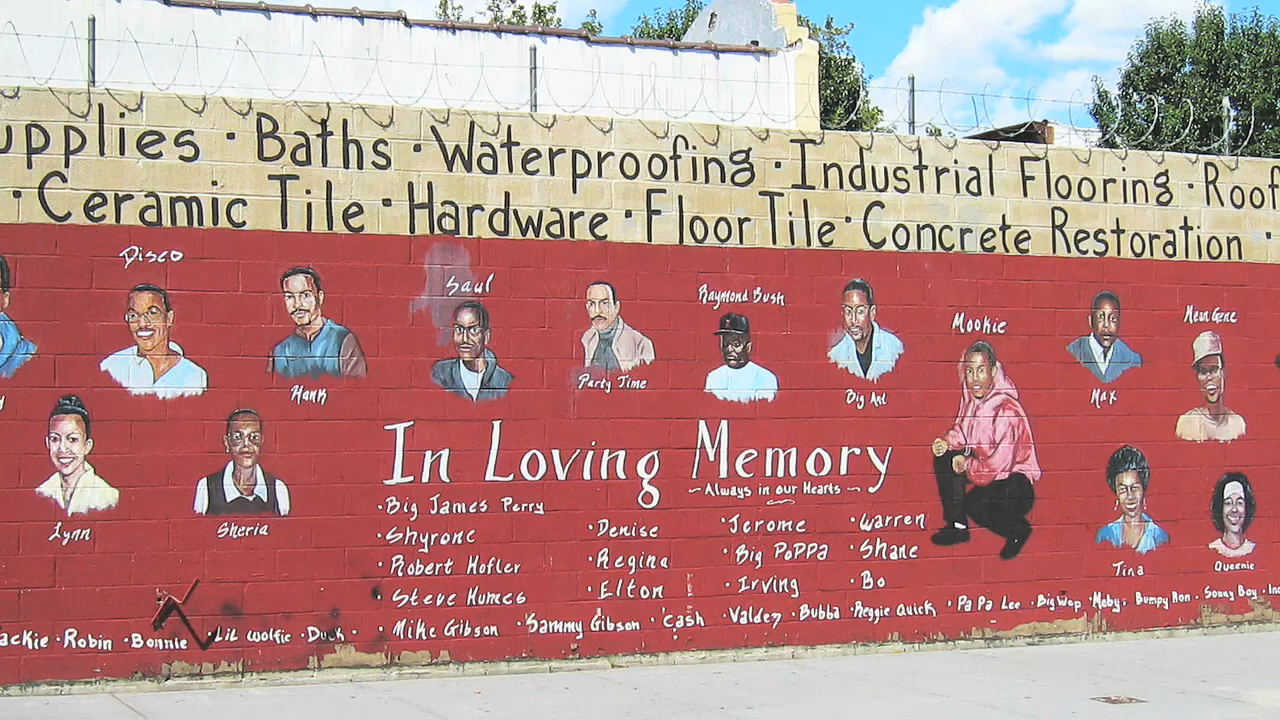 upplies · Baths · Waterproofing · Industrial Flooring · Roof
· Ceramic Tile · Hardware · Floor Tile · Concrete Restoration ·
Disco
Saul
Raymond Bush
Mookie
Mean Gene
Hank
Party Time
Big Ant
Max
Lynn
Sheria
Tina
Queenie
In Loving Memory
~ Always in our Hearts ~
· Big James Perry
· Shyrone · Denise · Jerome · Warren
· Robert Hofler · Regina · Big PoPPa · Shane
· Steve Humes · Elton · Irving · Bo
ackie · Robin · Bonnie Lil Wolfie · Duck · · Mike Gibson · Sammy Gibson · Cash · Valdez · Bubba · Reggie Quick · Pa Pa Lee · Big Wop · Moby · Bumpy Ron · Sonny Boy ·